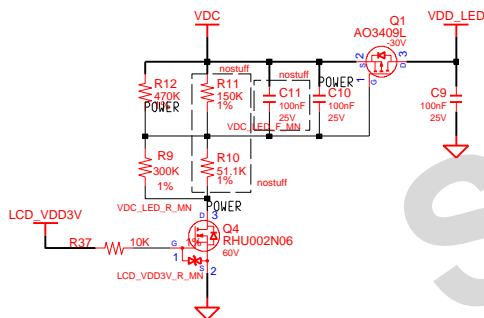 VDC
Q1
AO3409L
-30V
VDD_LED
2
3
S
D
1
G
nostuff
nostuff
R12
470K
POWER
R11
150K
1%
C11
100nF
25V
POWER
C10
100nF
25V
C9
100nF
25V
VDC_LED_F_MN
R9
300K
1%
R10
51.1K
1%
nostuff
VDC_LED_R_MN
POWER
D
3
LCD_VDD3V
Q4
RHU002N06
60V
R37
10K
1%
G
1
S
2
LCD_VDD3V_R_MN